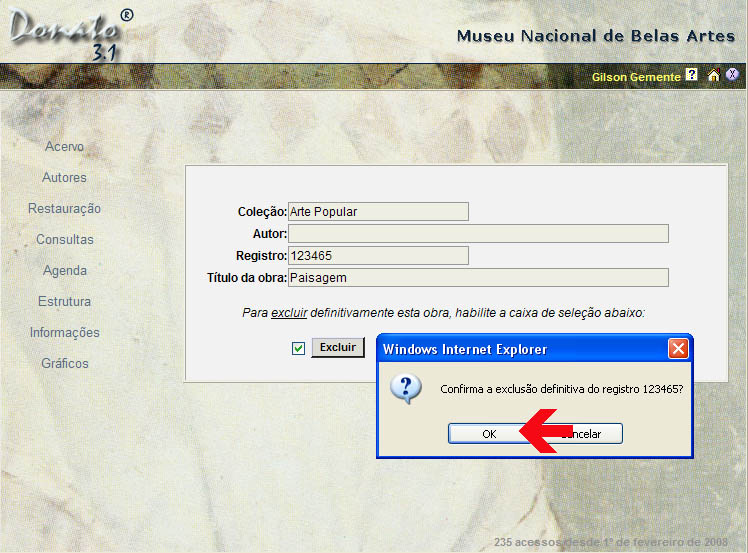 Donato ®
3.1
Museu Nacional de Belas Artes
Gilson Gemente ? X
Acervo
Autores
Restauração
Consultas
Agenda
Estrutura
Informações
Gráficos
Coleção: Arte Popular
Autor:
Registro: 123465
Título da obra: Paisagem
Para excluir definitivamente esta obra, habilite a caixa de seleção abaixo:
Excluir
Windows Internet Explorer
Confirma a exclusão definitiva do registro 123465?
OK
235 acessos desde 1º de fevereiro de 2008